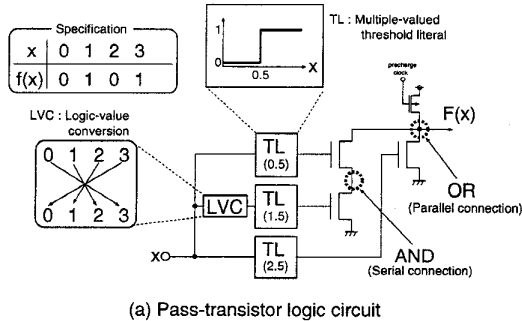 Specification
x 0 1 2 3
f(x) 0 1 0 1
TL : Multiple-valued
threshold literal
1
0
0.5
X
precharge
clock
F(x)
LVC : Logic-value
conversion
0 1 2 3
0 1 2 3
TL
(0.5)
LVC
TL
(1.5)
TL
(2.5)
X
OR
(Parallel connection)
AND
(Serial connection)
(a) Pass-transistor logic circuit